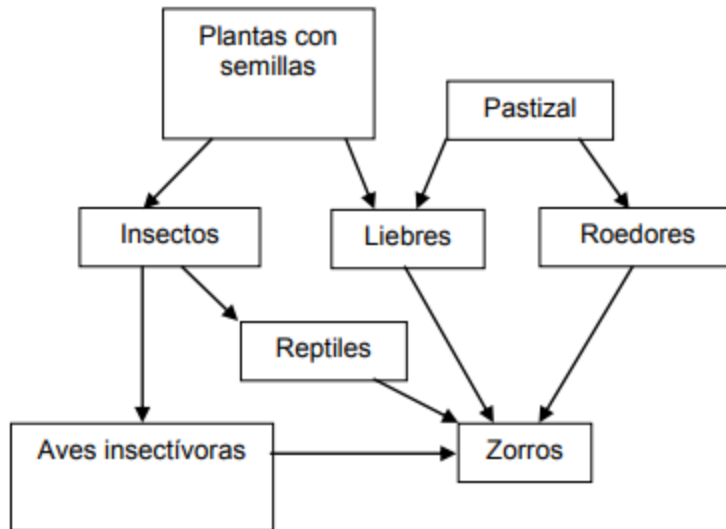 Plantas con
semillas
Pastizal
Insectos
Liebres
Roedores
Reptiles
Aves insectívoras
Zorros